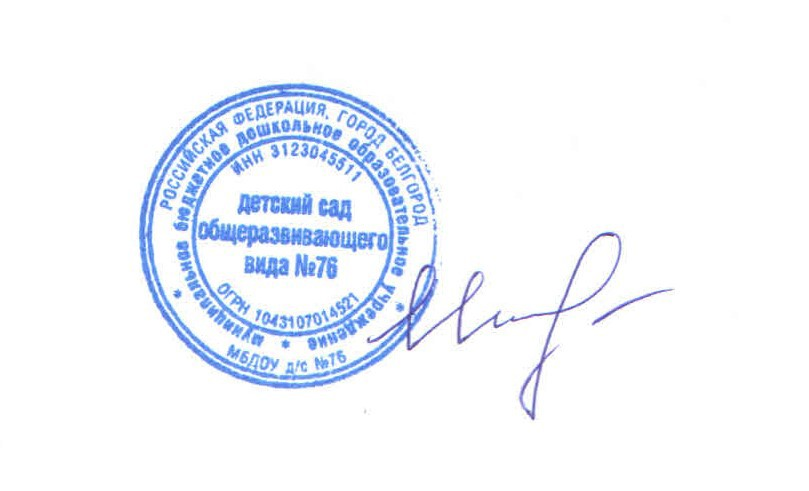 РОССИЙСКАЯ ФЕДЕРАЦИЯ, ГОРОД БЕЛГОРОД
муниципальное бюджетное дошкольное образовательное учреждение
ИНН 3123045511
детский сад
общеразвивающего
вида №76
ОГРН 1043107014521
МБДОУ д/с №76